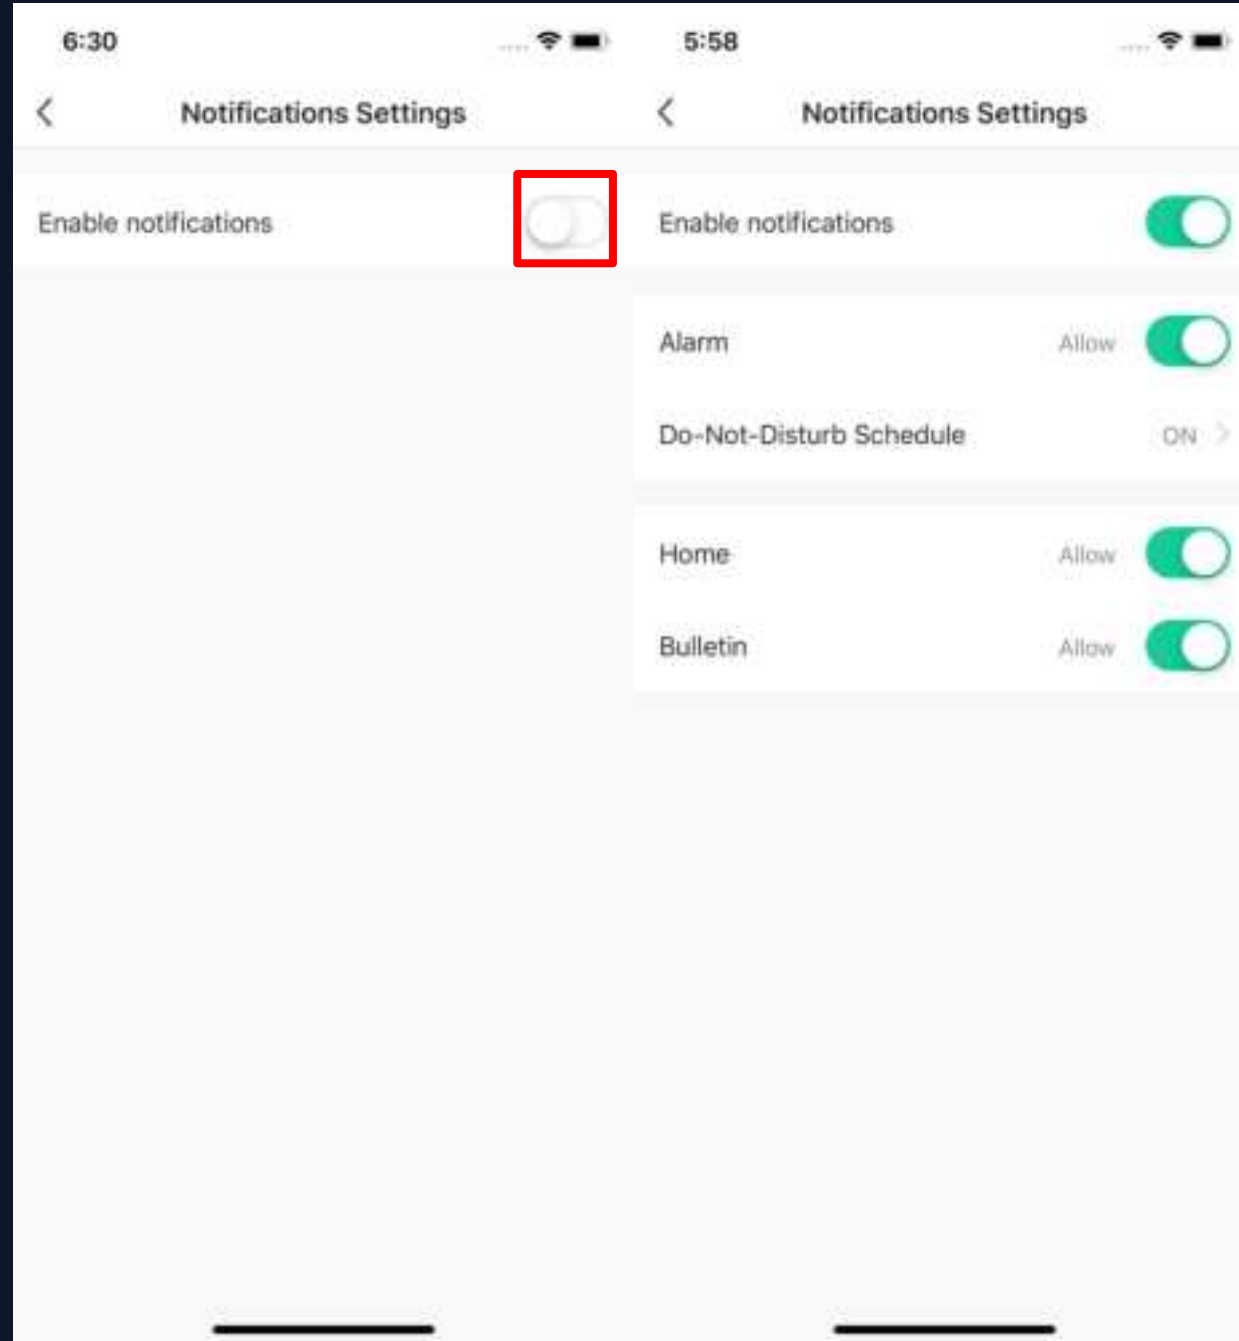 6:30
Notifications Settings
Enable notifications
5:58
Notifications Settings
Enable notifications
Alarm Allow
Do-Not-Disturb Schedule ON
Home Allow
Bulletin Allow